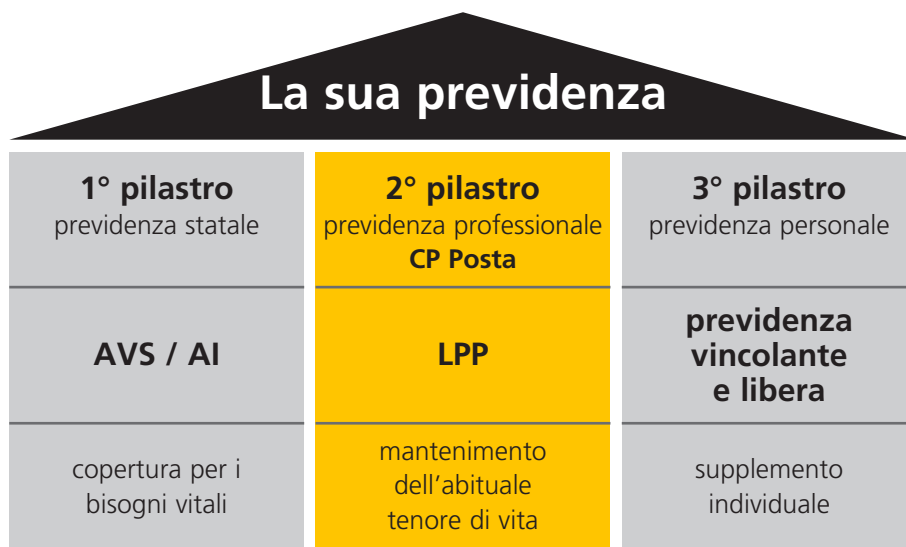 La sua previdenza
1° pilastro
previdenza statale
AVS / AI
copertura per i
bisogni vitali
2° pilastro
previdenza professionale
CP Posta
LPP
mantenimento
dell’abituale
tenore di vita
3° pilastro
previdenza personale
previdenza
vincolante
e libera
supplemento
individuale